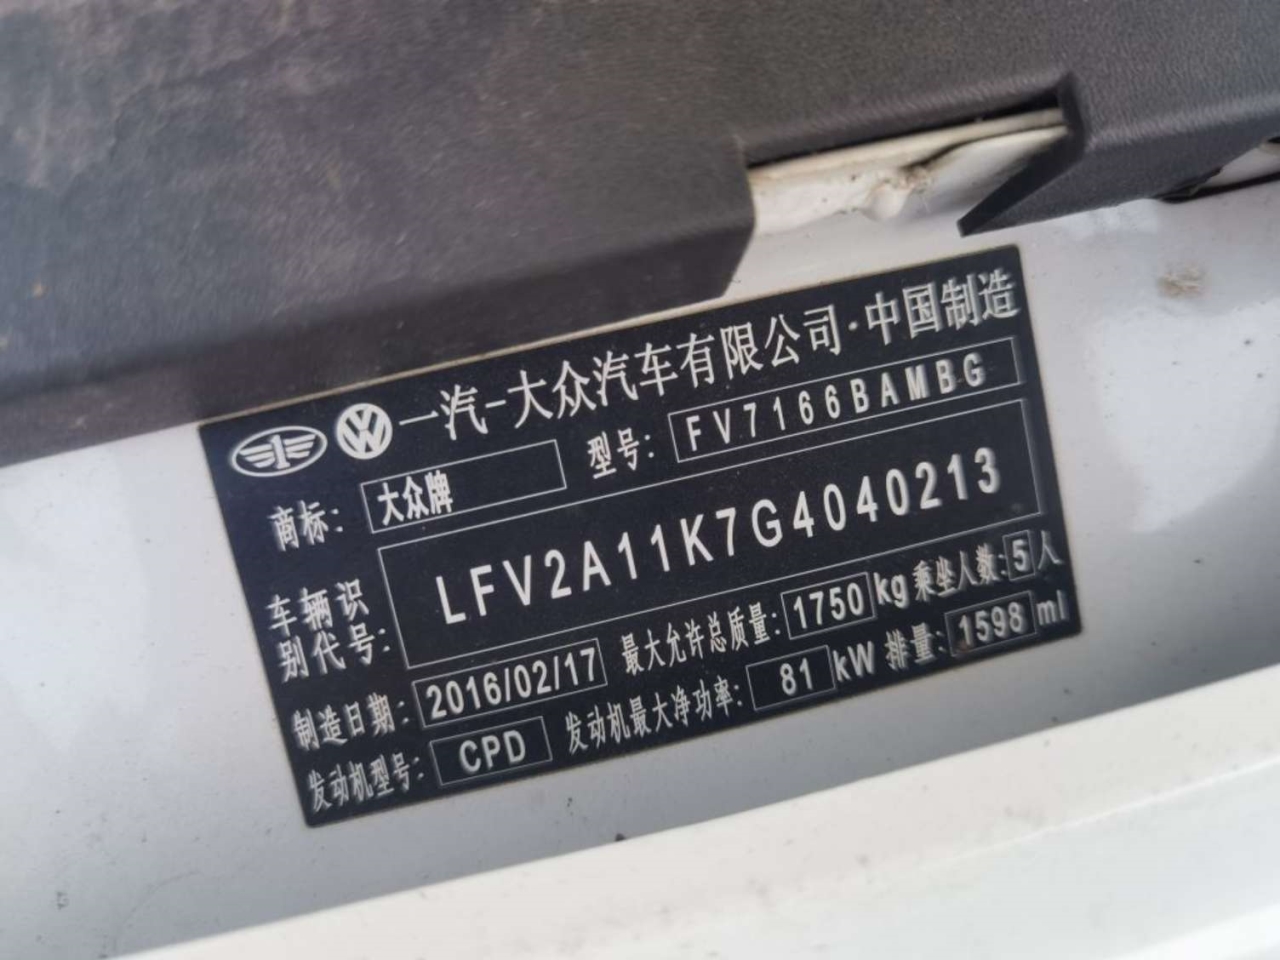 一汽-大众汽车有限公司·中国制造
商标: 大众牌 型号: FV7166BAMBG
车辆识别代号: LFV2A11K7G4040213
制造日期: 2016/02/17 最大允许总质量: 1750 kg 乘坐人数: 5 人
发动机型号: CPD 发动机最大净功率: 81 kW 排量: 1598 ml